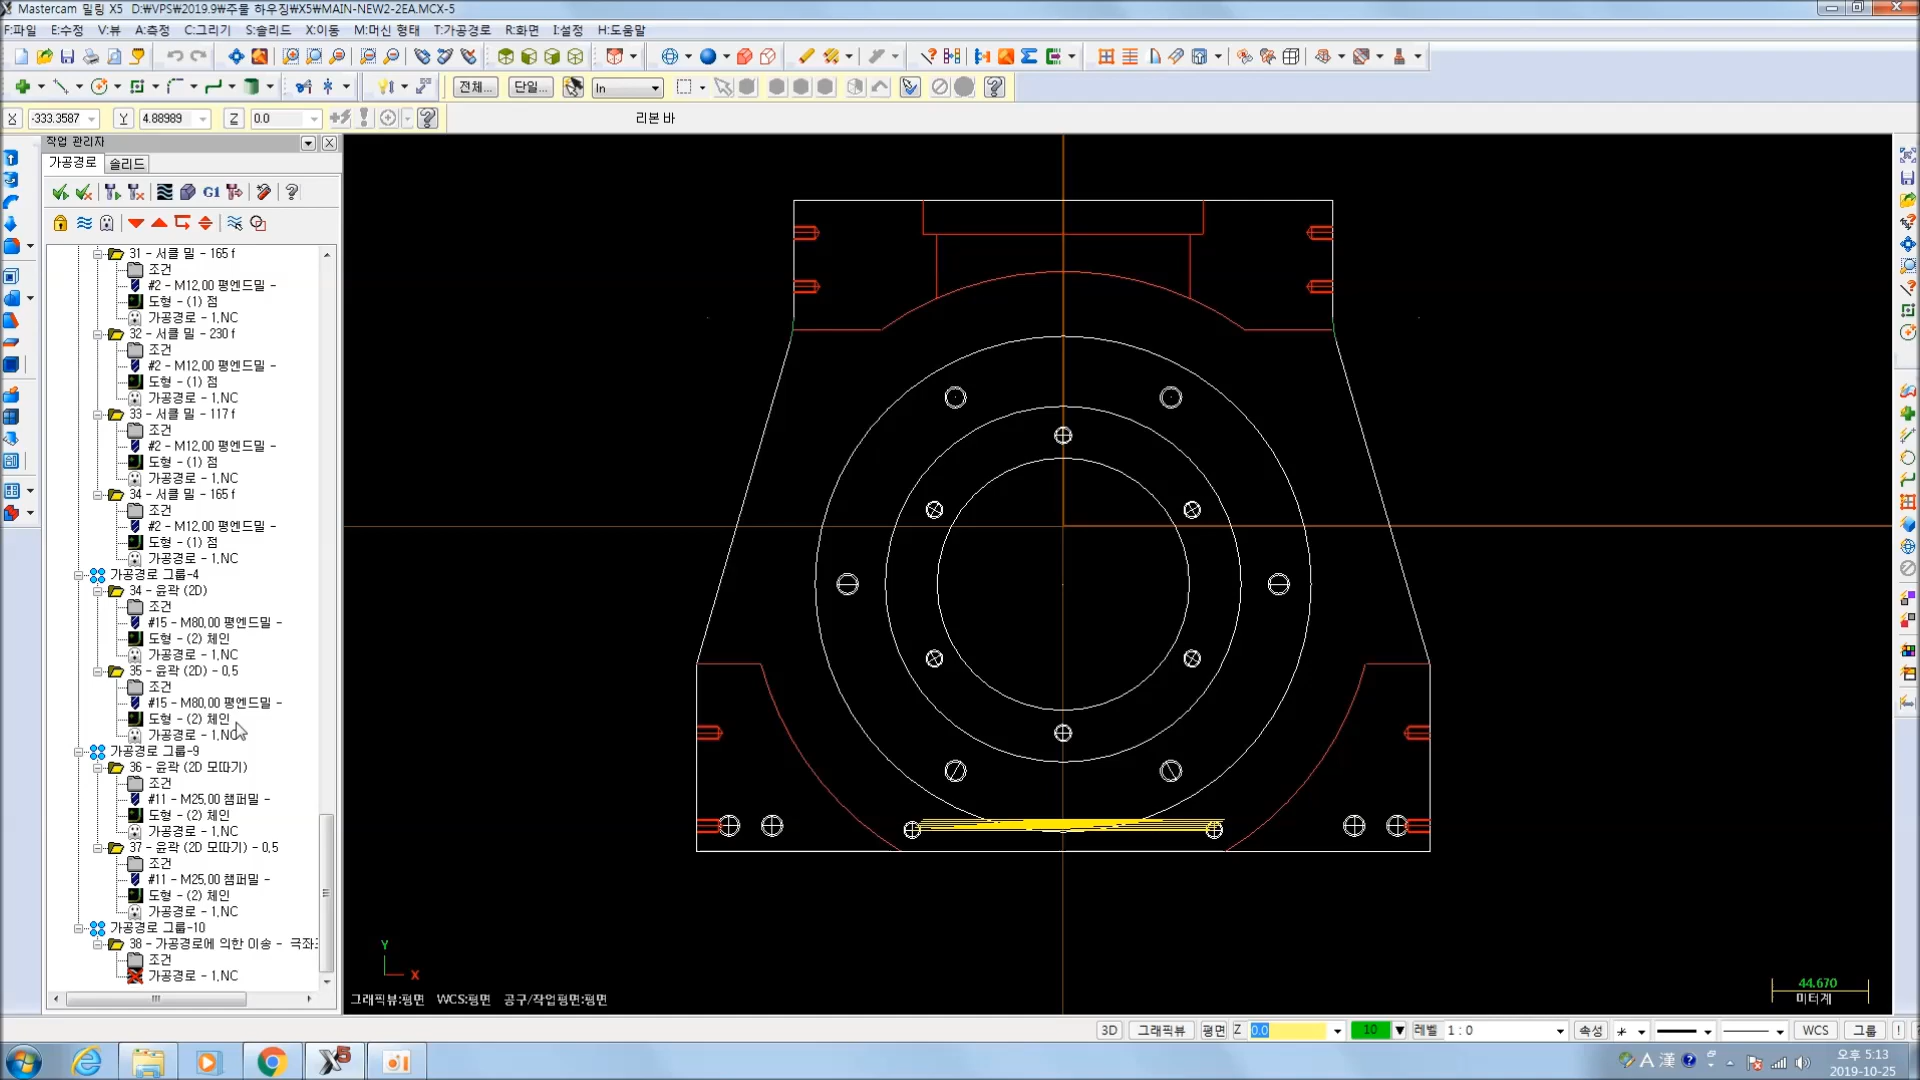 Mastercam 밀링 X5 D:\VPS\2019.9\주물 하우징\X5\MAIN-NEW2-2EA.MCX-5
F:파일 E:수정 V:뷰 A:측정 C:그리기 S:솔리드 X:이동 M:머신 형태 T:가공경로 R:화면 I:설정 H:도움말
전체... 단일... In
X -333.3587 Y 4.88989 Z 0.0 리본 바
작업 관리자
가공경로 솔리드
G1
31 - 서클 밀 - 165 f
조건
#2 - M12.00 평엔드밀 -
도형 - (1) 점
가공경로 - 1.NC
32 - 서클 밀 - 230 f
조건
#2 - M12.00 평엔드밀 -
도형 - (1) 점
가공경로 - 1.NC
33 - 서클 밀 - 117 f
조건
#2 - M12.00 평엔드밀 -
도형 - (1) 점
가공경로 - 1.NC
34 - 서클 밀 - 165 f
조건
#2 - M12.00 평엔드밀 -
도형 - (1) 점
가공경로 - 1.NC
가공경로 그룹-4
34 - 윤곽 (2D)
조건
#15 - M80.00 평엔드밀 -
도형 - (2) 체인
가공경로 - 1.NC
35 - 윤곽 (2D) - 0.5
조건
#15 - M80.00 평엔드밀 -
도형 - (2) 체인
가공경로 - 1.NC
가공경로 그룹-9
36 - 윤곽 (2D 모따기)
조건
#11 - M25.00 챔퍼밀 -
도형 - (2) 체인
가공경로 - 1.NC
37 - 윤곽 (2D 모따기) - 0.5
조건
#11 - M25.00 챔퍼밀 -
도형 - (2) 체인
가공경로 - 1.NC
가공경로 그룹-10
38 - 가공경로에 의한 이송 -
조건
가공경로 - 1.NC
Y
X
그래픽뷰:평면 WCS:평면 공구/작업평면:평면
44.670
미터계
3D 그래픽뷰 평면 Z 0.0 10 레벨 1 : 0 속성 WCS 그룹 !
A 漢
오후 5:13
2019-10-25